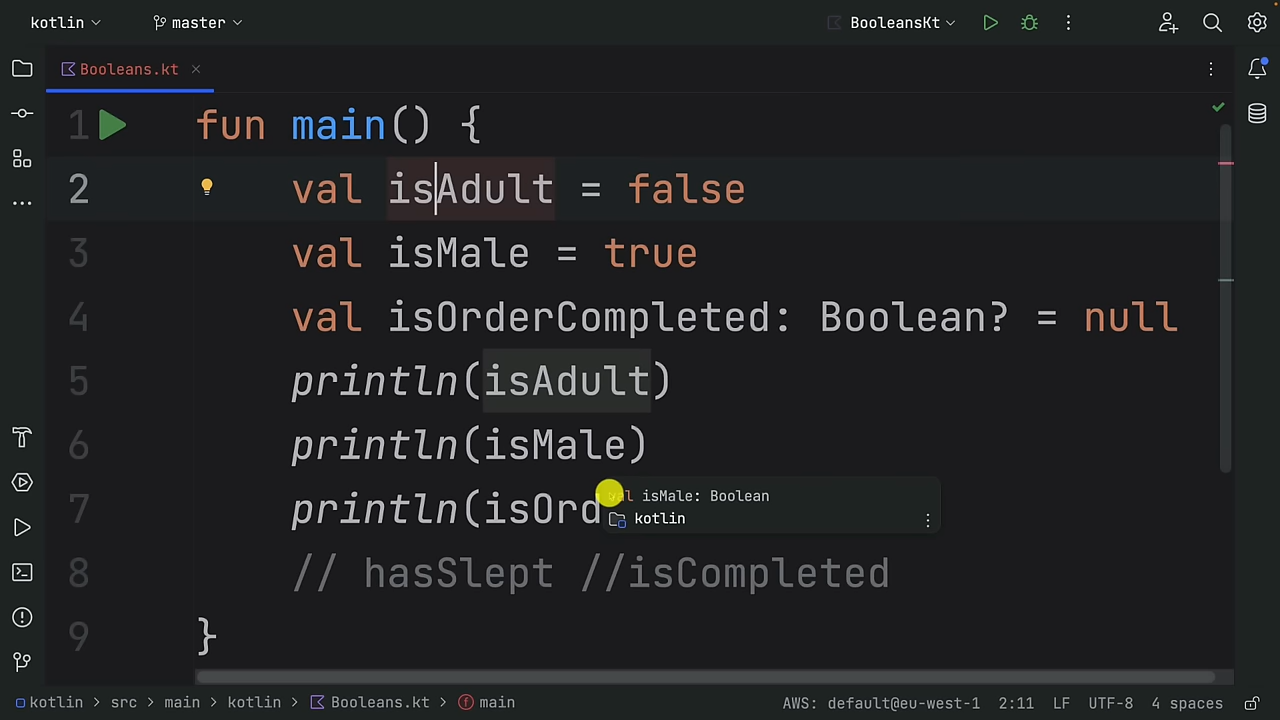 kotlin master BooleansKt
Booleans.kt
1 fun main() {
2 val isAdult = false
3 val isMale = true
4 val isOrderCompleted: Boolean? = null
5 println(isAdult)
6 println(isMale)
7 println(isOrd
val isMale: Boolean
kotlin
8 // hasSlept //isCompleted
9 }
kotlin > src > main > kotlin > Booleans.kt > main AWS: default@eu-west-1 2:11 LF UTF-8 4 spaces